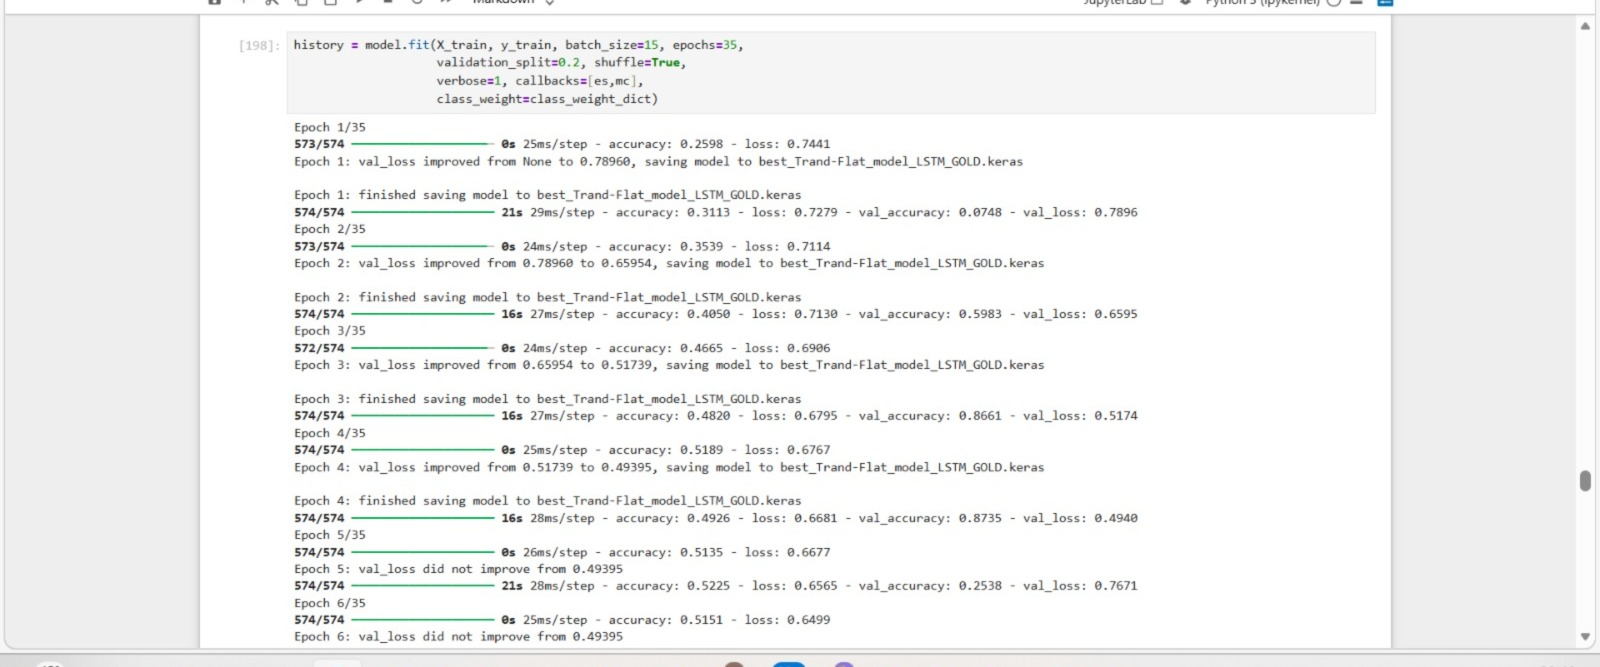 Markdown
JupyterLab
Python 3 (ipykernel)
[198]:
history = model.fit(X_train, y_train, batch_size=15, epochs=35,
validation_split=0.2, shuffle=True,
verbose=1, callbacks=[es,mc],
class_weight=class_weight_dict)
Epoch 1/35
573/574 0s 25ms/step - accuracy: 0.2598 - loss: 0.7441
Epoch 1: val_loss improved from None to 0.78960, saving model to best_Trand-Flat_model_LSTM_GOLD.keras
Epoch 1: finished saving model to best_Trand-Flat_model_LSTM_GOLD.keras
574/574 21s 29ms/step - accuracy: 0.3113 - loss: 0.7279 - val_accuracy: 0.0748 - val_loss: 0.7896
Epoch 2/35
573/574 0s 24ms/step - accuracy: 0.3539 - loss: 0.7114
Epoch 2: val_loss improved from 0.78960 to 0.65954, saving model to best_Trand-Flat_model_LSTM_GOLD.keras
Epoch 2: finished saving model to best_Trand-Flat_model_LSTM_GOLD.keras
574/574 16s 27ms/step - accuracy: 0.4050 - loss: 0.7130 - val_accuracy: 0.5983 - val_loss: 0.6595
Epoch 3/35
572/574 0s 24ms/step - accuracy: 0.4665 - loss: 0.6906
Epoch 3: val_loss improved from 0.65954 to 0.51739, saving model to best_Trand-Flat_model_LSTM_GOLD.keras
Epoch 3: finished saving model to best_Trand-Flat_model_LSTM_GOLD.keras
574/574 16s 27ms/step - accuracy: 0.4820 - loss: 0.6795 - val_accuracy: 0.8661 - val_loss: 0.5174
Epoch 4/35
574/574 0s 25ms/step - accuracy: 0.5189 - loss: 0.6767
Epoch 4: val_loss improved from 0.51739 to 0.49395, saving model to best_Trand-Flat_model_LSTM_GOLD.keras
Epoch 4: finished saving model to best_Trand-Flat_model_LSTM_GOLD.keras
574/574 16s 28ms/step - accuracy: 0.4926 - loss: 0.6681 - val_accuracy: 0.8735 - val_loss: 0.4940
Epoch 5/35
574/574 0s 26ms/step - accuracy: 0.5135 - loss: 0.6677
Epoch 5: val_loss did not improve from 0.49395
574/574 21s 28ms/step - accuracy: 0.5225 - loss: 0.6565 - val_accuracy: 0.2538 - val_loss: 0.7671
Epoch 6/35
574/574 0s 25ms/step - accuracy: 0.5151 - loss: 0.6499
Epoch 6: val_loss did not improve from 0.49395